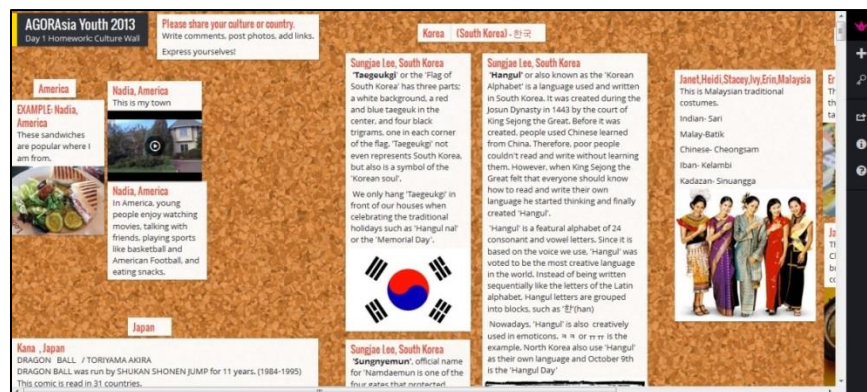 AGORAsia Youth 2013
Day 1 Homework: Culture Wall
Please share your culture or country.
Write comments, post photos, add links.
Express yourselves!
America
EXAMPLE: Nadia,
America
These sandwiches
are popular where I
am from.
Nadia, America
This is my town
Nadia, America
In America, young
people enjoy watching
movies, talking with
friends, playing sports
like basketball and
American Football, and
eating snacks.
Japan
Kana , Japan
DRAGON BALL / TORIYAMA AKIRA
DRAGON BALL was run by SHUKAN SHONEN JUMP for 11 years. (1984-1995)
This comic is read in 31 countries.
Korea (South Korea) - 한국
Sungjae Lee, South Korea
'Taegeukgi' or the 'Flag of
South Korea' has three parts;
a white background, a red
and blue taegeuk in the
center, and four black
trigrams, one in each corner
of the flag. 'Taegeukgi' not
even represents South Korea,
but also is a symbol of the
'Korean soul'.
We only hang 'Taegeukgi' in
front of our houses when
celebrating the traditional
holidays such as 'Hangul nal'
or the 'Memorial Day'.
Sungjae Lee, South Korea
'Sungnyemun', official name
for 'Namdaemun is one of the
four gates that protected
Sungjae Lee, South Korea
'Hangul' or also known as the 'Korean
Alphabet' is a language used and written
in South Korea. It was created during the
Josun Dynasty in 1443 by the court of
King Sejong the Great. Before it was
created, people used Chinese learned
from China. Therefore, poor people
couldn't read and write without learning
them. However, when King Sejong the
Great felt that everyone should know
how to read and write their own
language he started thinking and finally
created 'Hangul'.
'Hangul' is a featural alphabet of 24
consonant and vowel letters. Since it is
based on the voice we use, 'Hangul' was
voted to be the most creative language
in the world. Instead of being written
sequentially like the letters of the Latin
alphabet, Hangul letters are grouped
into blocks, such as '한'(han)
Nowadays, 'Hangul' is also creatively
used in emoticons. ㅋㅋ or ㅠㅠ is the
example. North Korea also use 'Hangul'
as their own language and October 9th
is the 'Hangul Day'
Janet,Heidi,Stacey,Ivy,Erin,Malaysia
This is Malaysian traditional
costumes.
Indian- Sari
Malay-Batik
Chinese- Cheongsam
Iban- Kelambi
Kadazan- Sinuangga